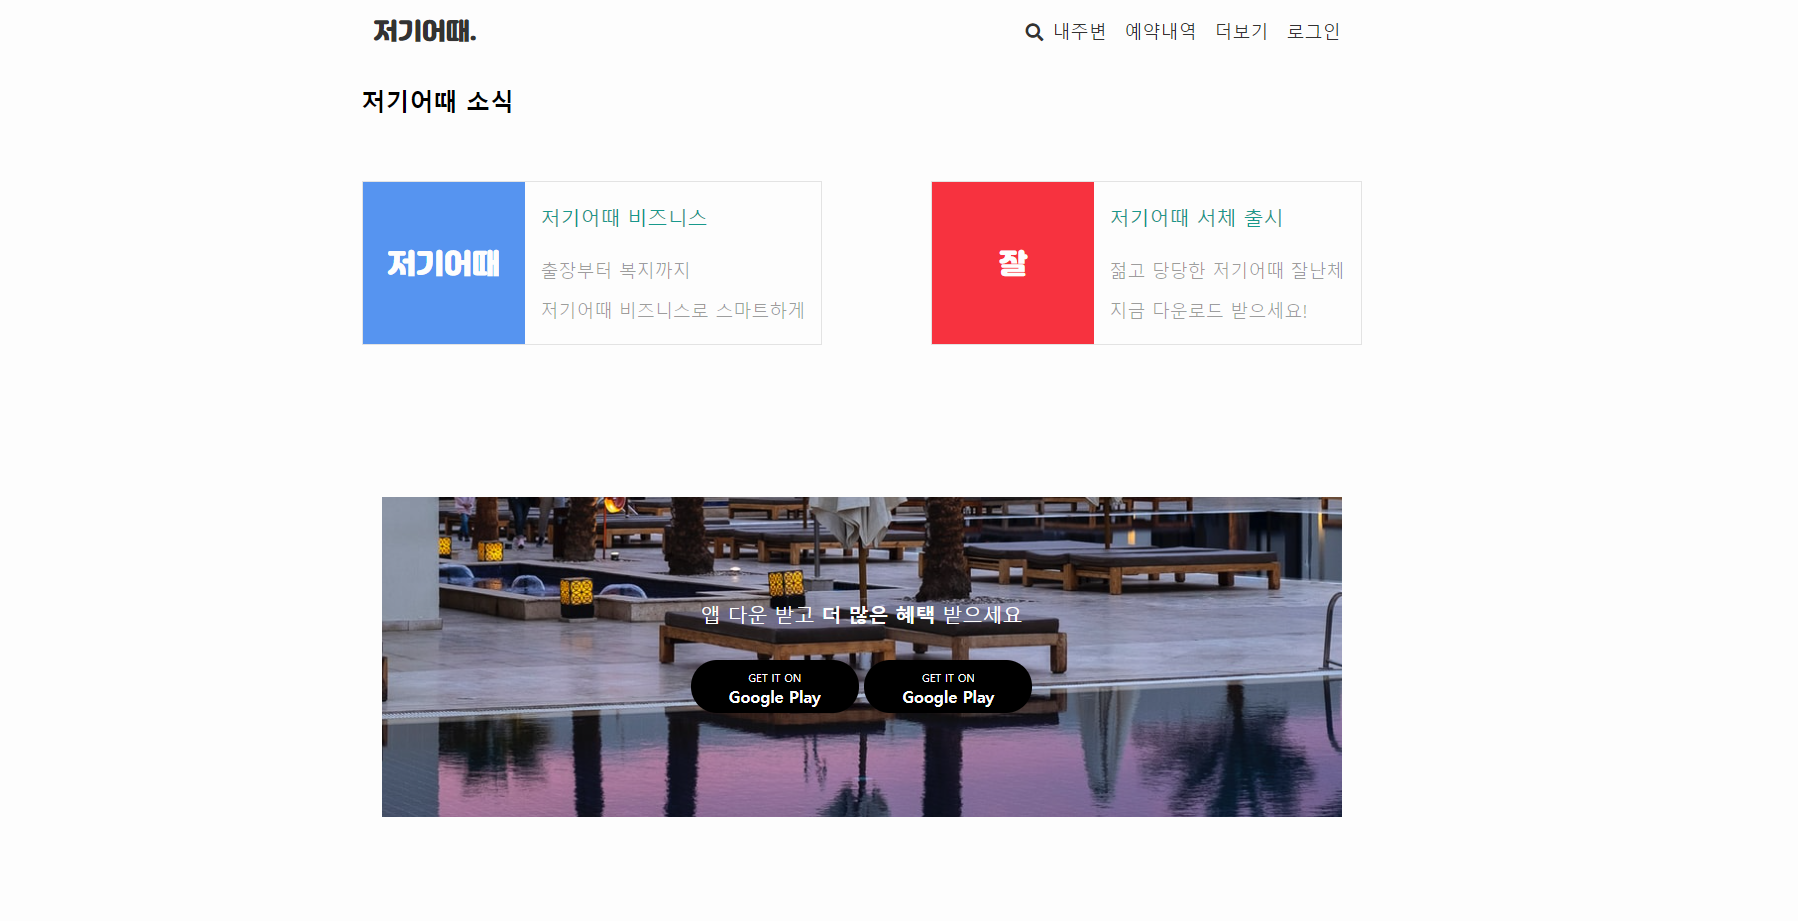 저기어때.
내주변 예약내역 더보기 로그인
저기어때 소식
저기어때
저기어때 비즈니스
출장부터 복지까지
저기어때 비즈니스로 스마트하게
잘
저기어때 서체 출시
젊고 당당한 저기어때 잘난체
지금 다운로드 받으세요!
앱 다운 받고 더 많은 혜택 받으세요
GET IT ON
Google Play
GET IT ON
Google Play